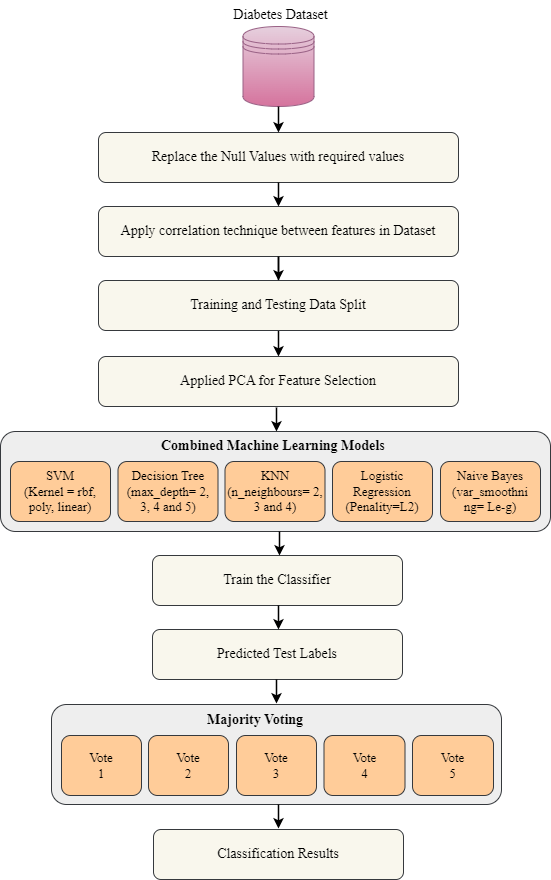 Diabetes Dataset
Replace the Null Values with required values
Apply correlation technique between features in Dataset
Training and Testing Data Split
Applied PCA for Feature Selection
Combined Machine Learning Models
SVM
(Kernel = rbf,
poly, linear)
Decision Tree
(max_depth= 2,
3, 4 and 5)
KNN
(n_neighbours= 2,
3 and 4)
Logistic
Regression
(Penality=L2)
Naive Bayes
(var_smoothni
ng= Le-g)
Train the Classifier
Predicted Test Labels
Majority Voting
Vote
1
Vote
2
Vote
3
Vote
4
Vote
5
Classification Results